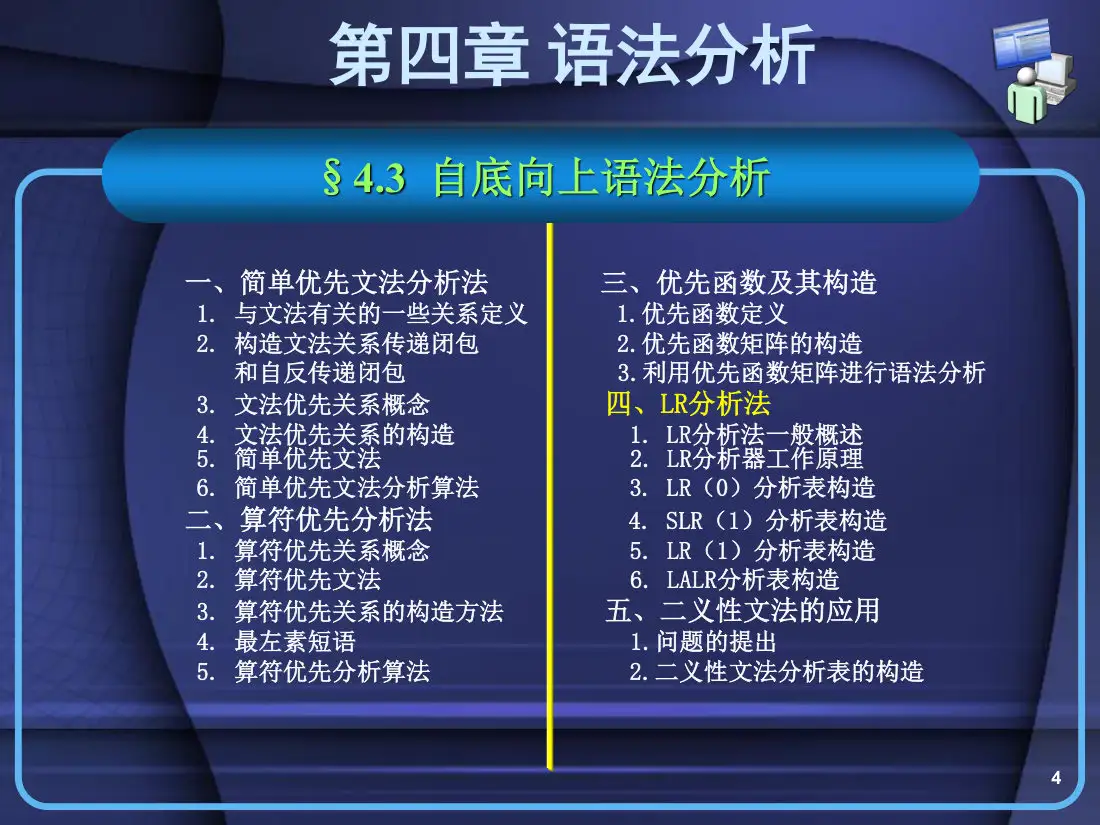 第四章 语法分析
§4.3 自底向上语法分析
一、简单优先文法分析法
1. 与文法有关的一些关系定义
2. 构造文法关系传递闭包
和自反传递闭包
3. 文法优先关系概念
4. 文法优先关系的构造
5. 简单优先文法
6. 简单优先文法分析算法
二、算符优先分析法
1. 算符优先关系概念
2. 算符优先文法
3. 算符优先关系的构造方法
4. 最左素短语
5. 算符优先分析算法
三、优先函数及其构造
1.优先函数定义
2.优先函数矩阵的构造
3.利用优先函数矩阵进行语法分析
四、LR分析法
1. LR分析法一般概述
2. LR分析器工作原理
3. LR（0）分析表构造
4. SLR（1）分析表构造
5. LR（1）分析表构造
6. LALR分析表构造
五、二义性文法的应用
1.问题的提出
2.二义性文法分析表的构造
4